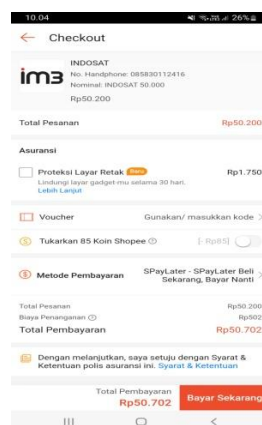 10.04
26%
Checkout
im3
INDOSAT
No. Handphone: 085830112416
Nominal: INDOSAT 50.000
Rp50.200
Total Pesanan Rp50.200
Asuransi
Proteksi Layar Retak Baru Rp1.750
Lindungi layar gadget-mu selama 30 hari.
Lebih Lanjut
Voucher Gunakan/ masukkan kode
Tukarkan 85 Koin Shopee [-Rp85]
Metode Pembayaran SPayLater - SPayLater Beli
Sekarang, Bayar Nanti
Total Pesanan Rp50.200
Biaya Penanganan Rp502
Total Pembayaran Rp50.702
Dengan melanjutkan, saya setuju dengan Syarat &
Ketentuan polis asuransi ini. Syarat & Ketentuan
Total Pembayaran
Rp50.702
Bayar Sekarang